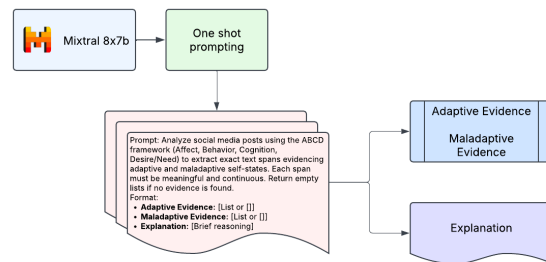 Mixtral 8x7b
One shot
prompting
Prompt: Analyze social media posts using the ABCD
framework (Affect, Behavior, Cognition,
Desire/Need) to extract exact text spans evidencing
adaptive and maladaptive self-states. Each span
must be meaningful and continuous. Return empty
lists if no evidence is found.
Format:
• Adaptive Evidence: [List or []]
• Maladaptive Evidence: [List or []]
• Explanation: [Brief reasoning]
Adaptive Evidence
Maladaptive
Evidence
Explanation